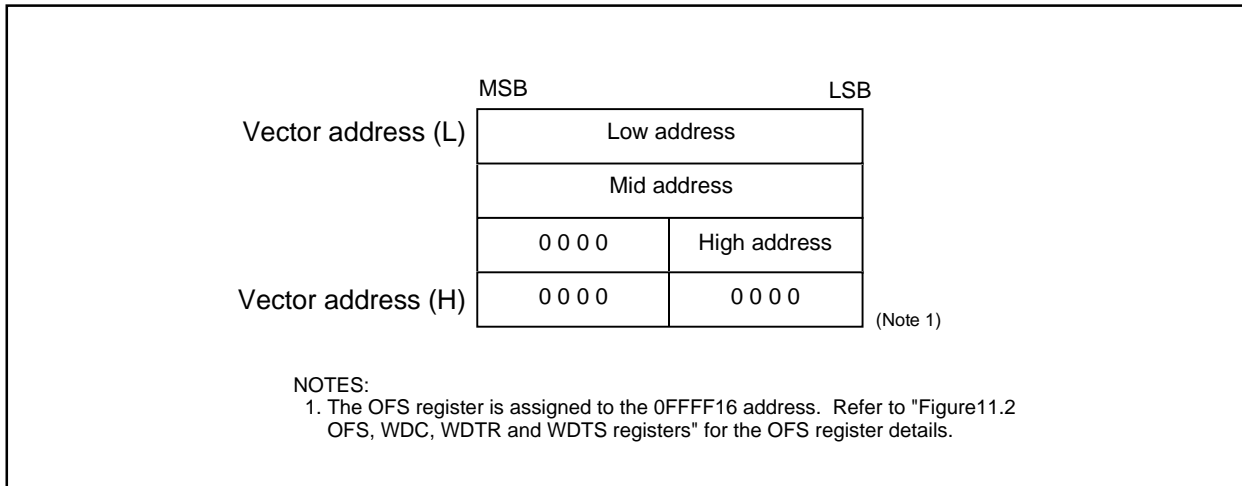 MSB LSB
Vector address (L) Low address
Mid address
0 0 0 0 High address
Vector address (H) 0 0 0 0 0 0 0 0
(Note 1)
NOTES:
1. The OFS register is assigned to the 0FFFF16 address. Refer to "Figure11.2
OFS, WDC, WDTR and WDTS registers" for the OFS register details.